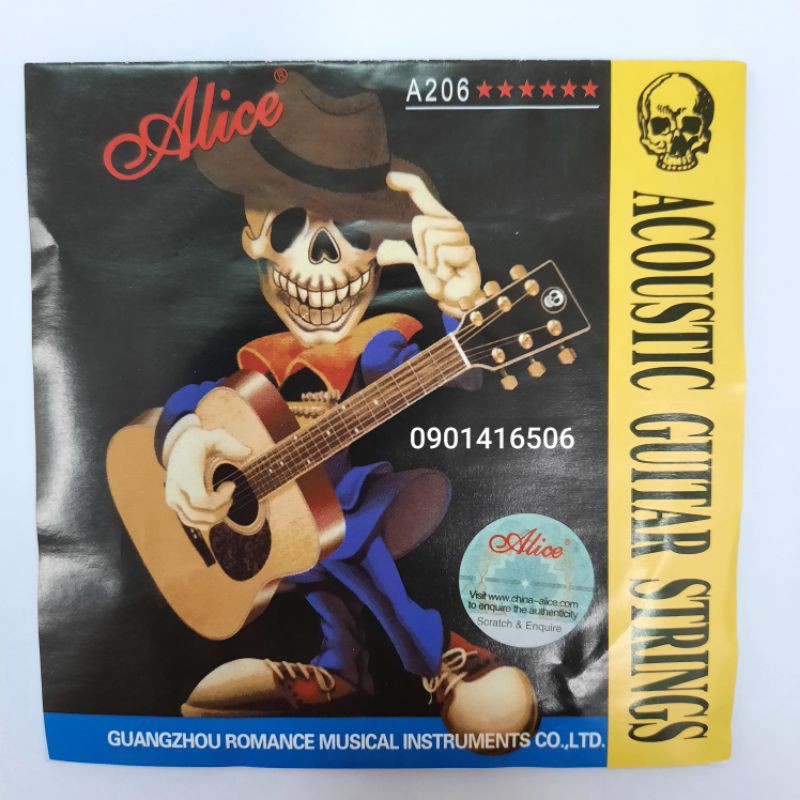 Alice®
A206 ★★★★★★
ACOUSTIC GUITAR STRINGS
0901416506
Alice®
Visit www.china-alice.com
to enquire the authenticity
Scratch & Enquire
GUANGZHOU ROMANCE MUSICAL INSTRUMENTS CO.,LTD.